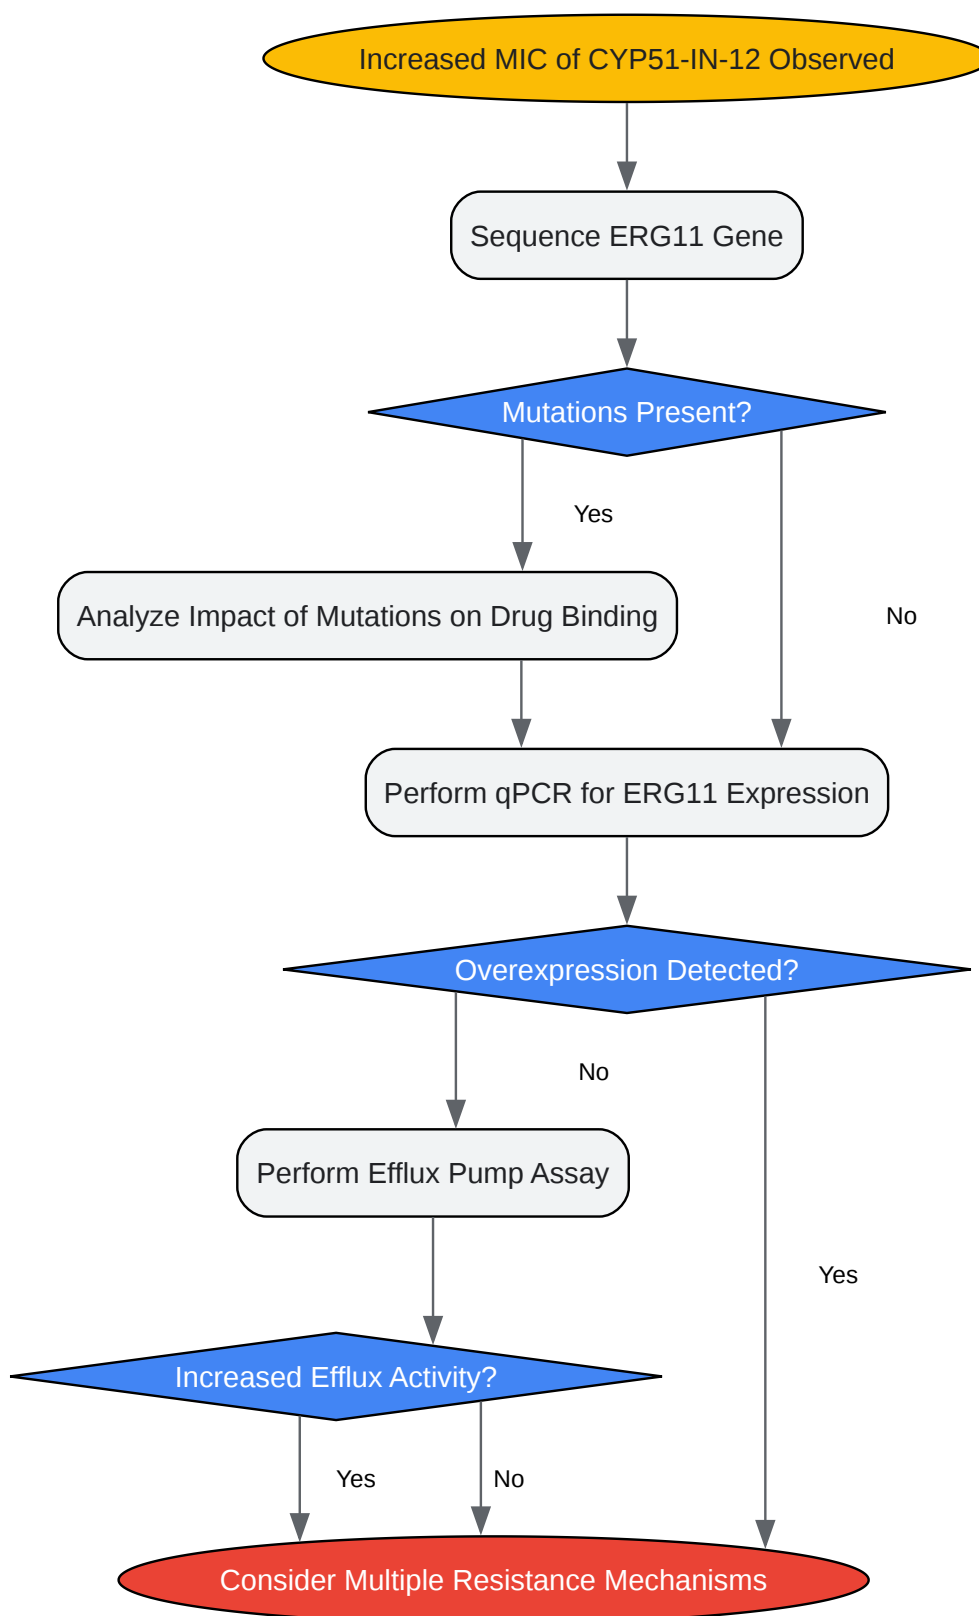 Increased MIC of CYP51-IN-12 Observed
Sequence ERG11 Gene
Mutations Present?
Yes
Analyze Impact of Mutations on Drug Binding
No
Perform qPCR for ERG11 Expression
Overexpression Detected?
No
Perform Efflux Pump Assay
Yes
Increased Efflux Activity?
Yes
No
Consider Multiple Resistance Mechanisms